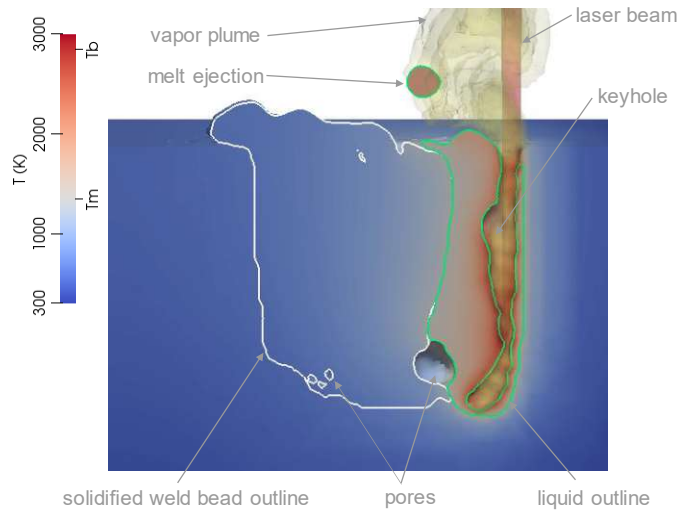 laser beam
vapor plume
melt ejection
keyhole
3000
Tb
2000
T (K)
Tm
1000
300
solidified weld bead outline
pores
liquid outline